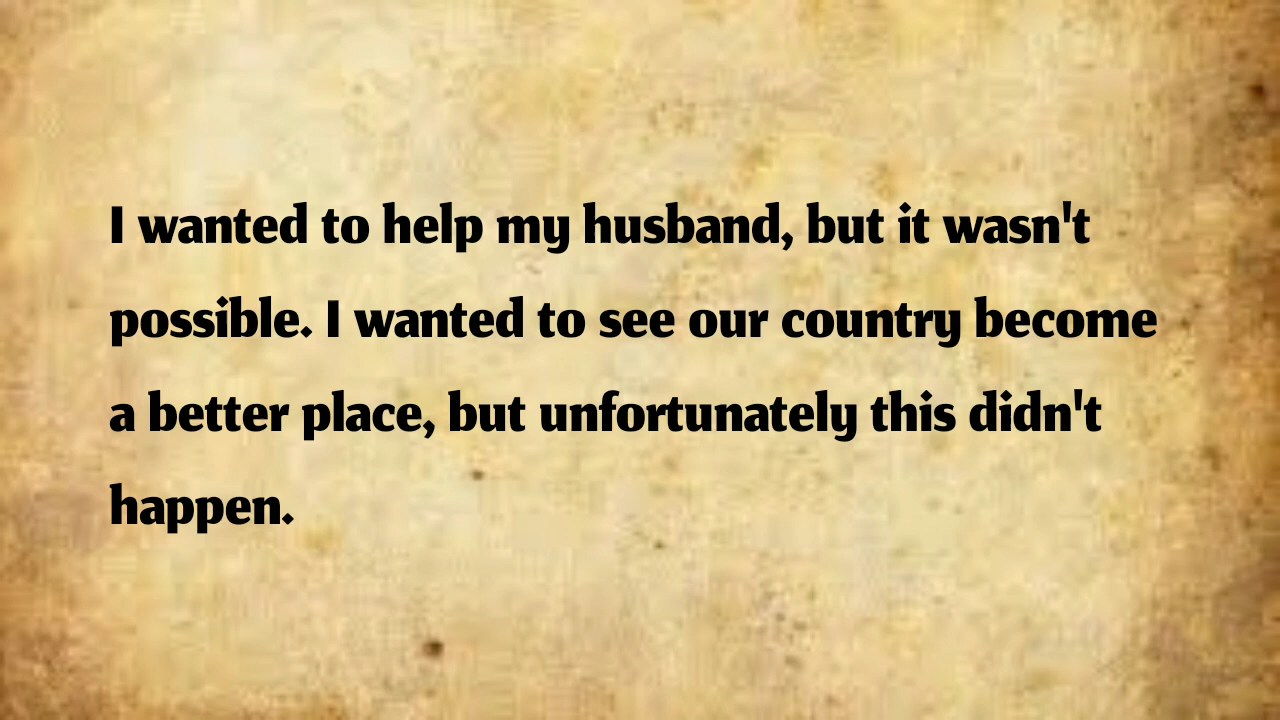 I wanted to help my husband, but it wasn't
possible. I wanted to see our country become
a better place, but unfortunately this didn't
happen.